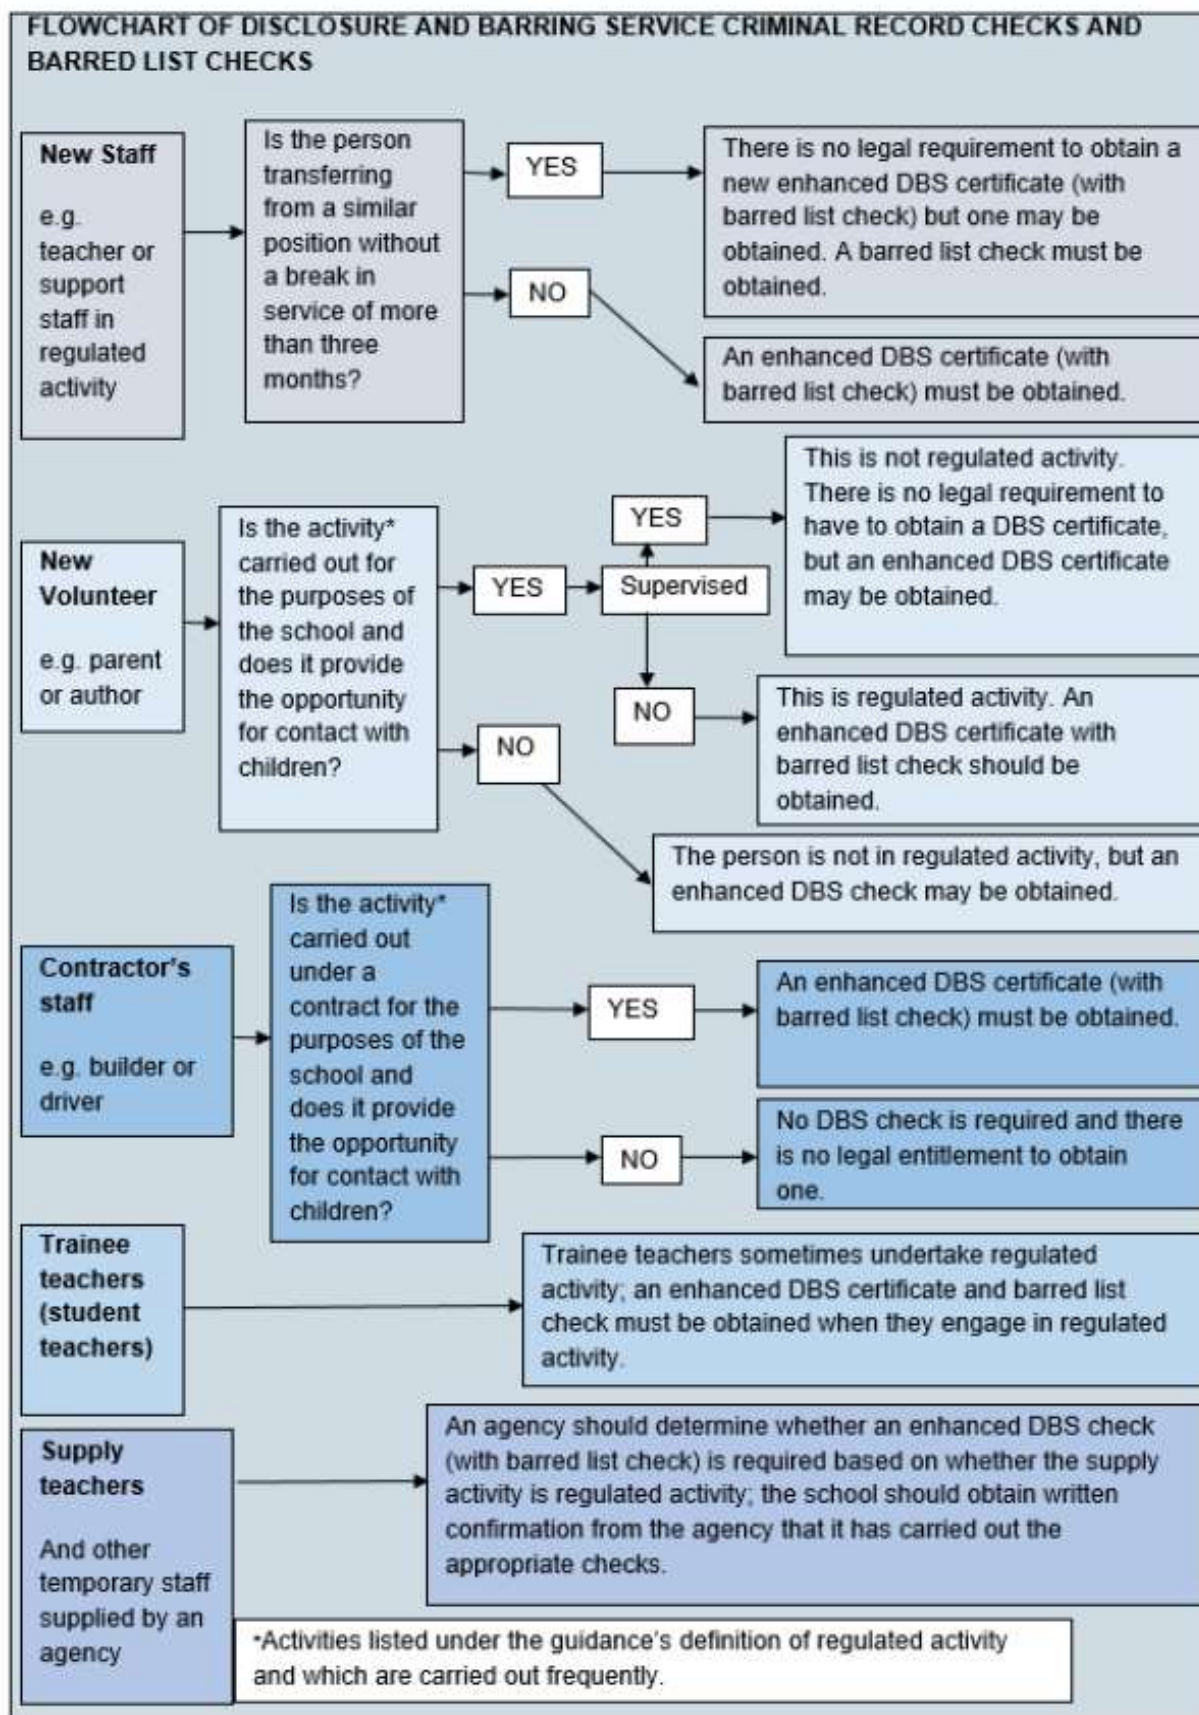 FLOWCHART OF DISCLOSURE AND BARRING SERVICE CRIMINAL RECORD CHECKS AND
BARRED LIST CHECKS
New Staff
e.g.
teacher or
support
staff in
regulated
activity
Is the person
transferring
from a similar
position without
a break in
service of more
than three
months?
YES
There is no legal requirement to obtain a
new enhanced DBS certificate (with
barred list check) but one may be
obtained. A barred list check must be
obtained.
NO
An enhanced DBS certificate (with
barred list check) must be obtained.
New
Volunteer
e.g. parent
or author
Is the activity*
carried out for
the purposes of
the school and
does it provide
the opportunity
for contact with
children?
YES
Supervised
YES
This is not regulated activity.
There is no legal requirement to
have to obtain a DBS certificate,
but an enhanced DBS certificate
may be obtained.
NO
This is regulated activity. An
enhanced DBS certificate with
barred list check should be
obtained.
NO
The person is not in regulated activity, but an
enhanced DBS check may be obtained.
Contractor's
staff
e.g. builder or
driver
Is the activity*
carried out
under a
contract for the
purposes of the
school and
does it provide
the opportunity
for contact with
children?
YES
An enhanced DBS certificate (with
barred list check) must be obtained.
NO
No DBS check is required and there
is no legal entitlement to obtain
one.
Trainee
teachers
(student
teachers)
Trainee teachers sometimes undertake regulated
activity; an enhanced DBS certificate and barred list
check must be obtained when they engage in regulated
activity.
Supply
teachers
And other
temporary staff
supplied by an
agency
An agency should determine whether an enhanced DBS check
(with barred list check) is required based on whether the supply
activity is regulated activity; the school should obtain written
confirmation from the agency that it has carried out the
appropriate checks.
*Activities listed under the guidance's definition of regulated activity
and which are carried out frequently.